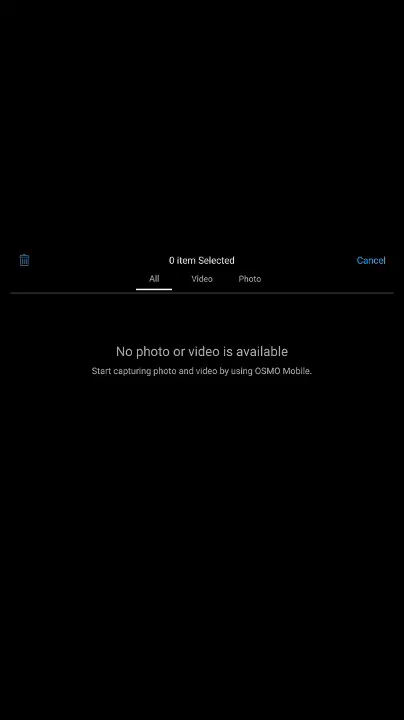 0 item Selected
Cancel
All
Video
Photo
No photo or video is available
Start capturing photo and video by using OSMO Mobile.